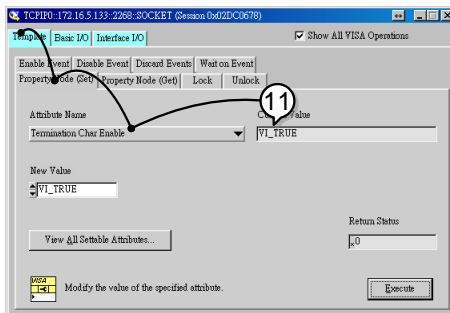 TCPIP0::172.16.5.133::2268::SOCKET (Session 0x02DC0678)
Template Basic I/O Interface I/O Show All VISA Operations
Enable Event Disable Event Discard Events Wait on Event
Property Node (Set) Property Node (Get) Lock Unlock
11
Attribute Name Current Value
Termination Char Enable VI_TRUE
New Value
VI_TRUE
Return Status
View All Settable Attributes... x0
VISA
Modify the value of the specified attribute. Execute